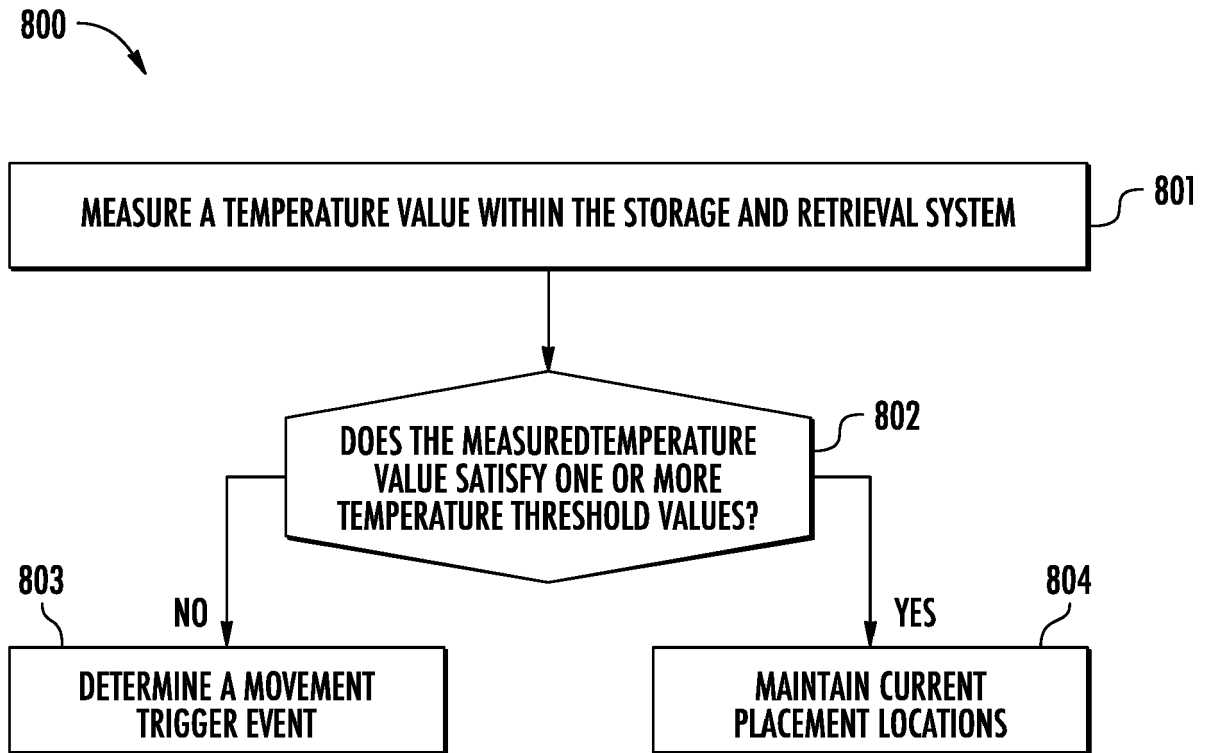 800
MEASURE A TEMPERATURE VALUE WITHIN THE STORAGE AND RETRIEVAL SYSTEM
801
DOES THE MEASUREDTEMPERATURE
VALUE SATISFY ONE OR MORE
TEMPERATURE THRESHOLD VALUES?
802
803
NO
DETERMINE A MOVEMENT
TRIGGER EVENT
804
YES
MAINTAIN CURRENT
PLACEMENT LOCATIONS